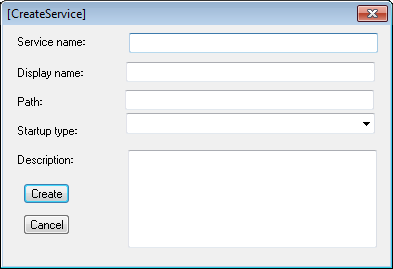 [CreateService]
Service name:
Display name:
Path:
Startup type:
Description:
Create
Cancel